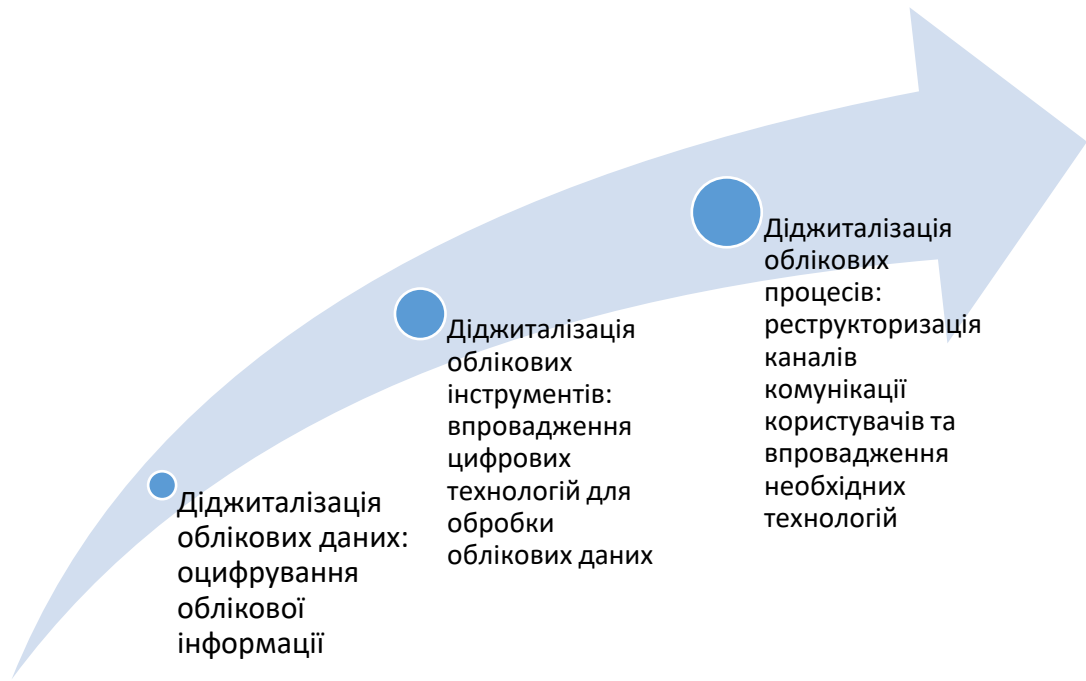 Діджиталізація
облікових даних:
оцифрування
облікової
інформації
Діджиталізація
облікових
інструментів:
впровадження
цифрових
технологій для
обробки
облікових даних
Діджиталізація
облікових
процесів:
реструкторизація
каналів
комунікації
користувачів та
впровадження
необхідних
технологій